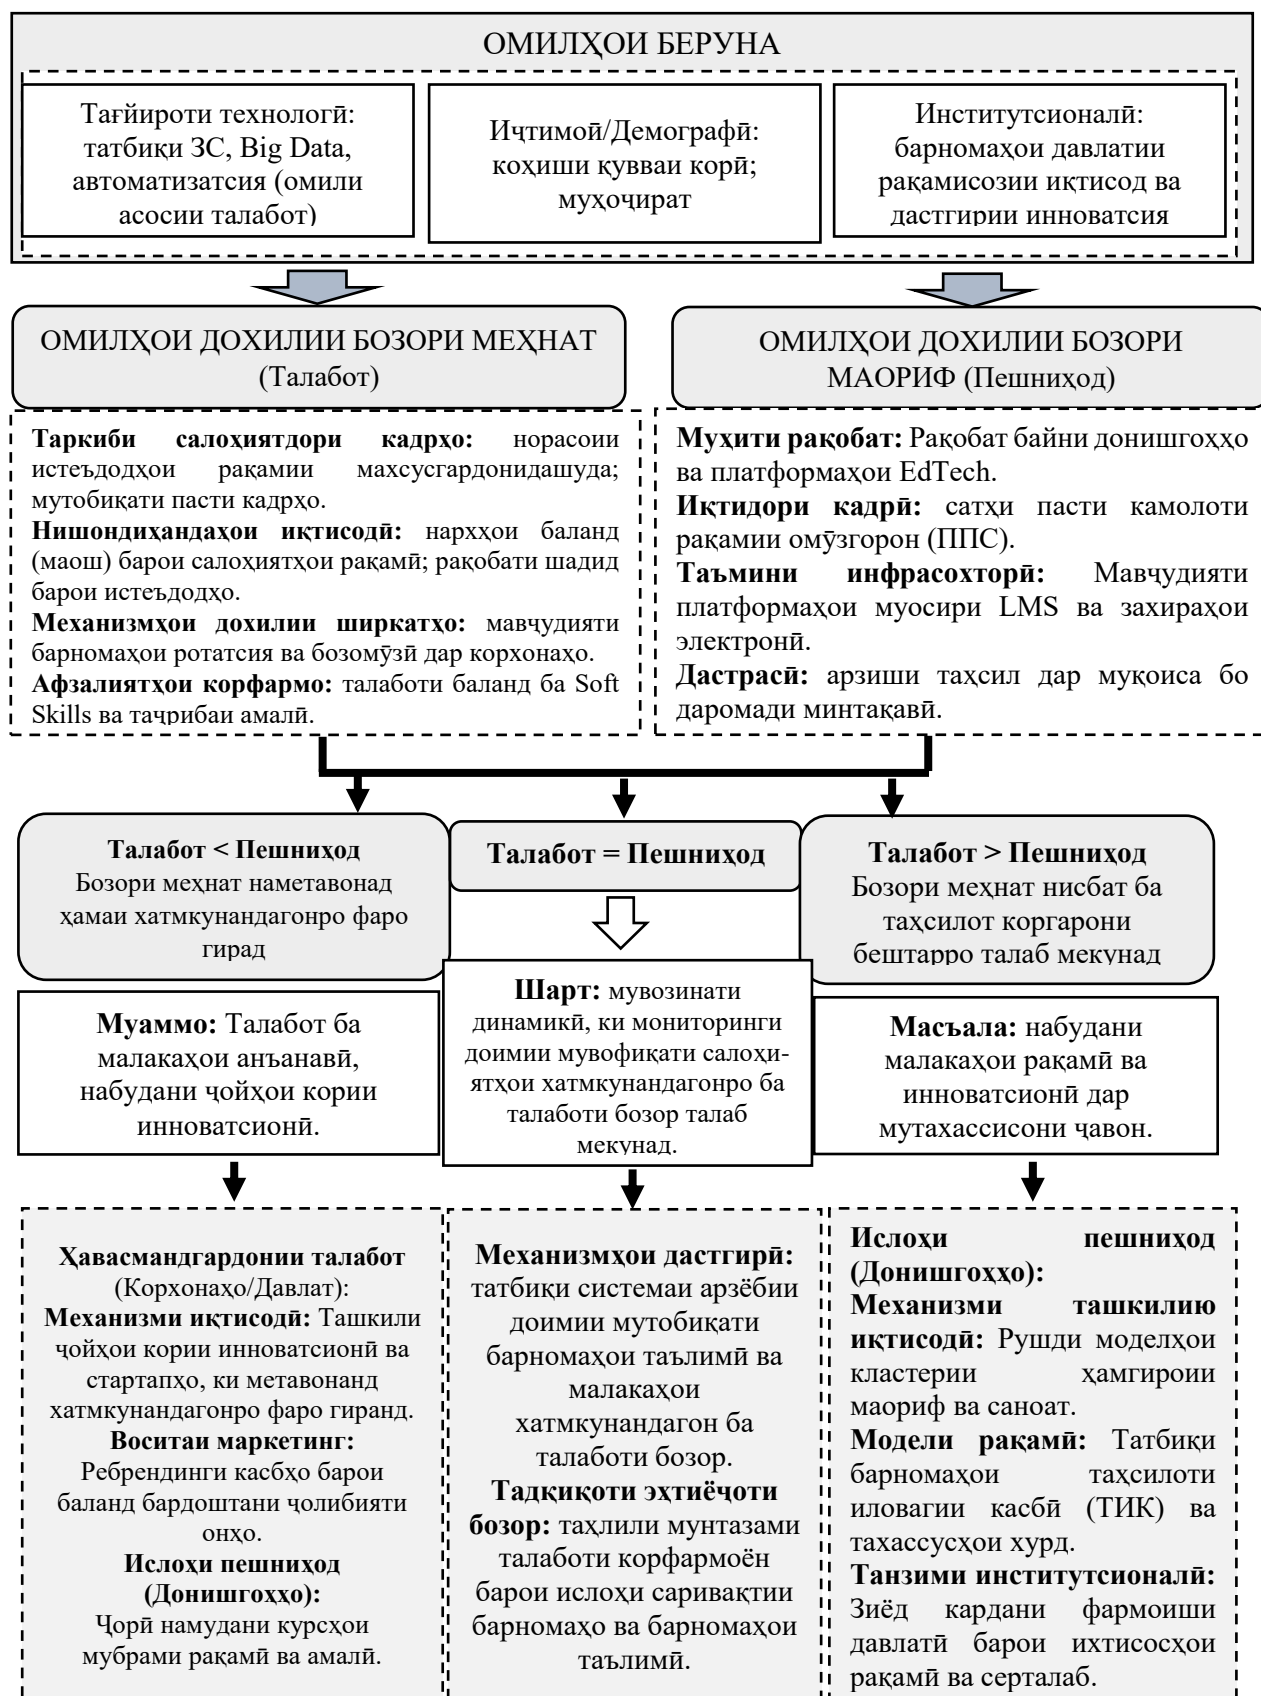 ОМИЛҲОИ БЕРУНА
Тағйироти технологӣ:
татбиқи ЗС, Big Data,
автоматизатсия (омили
асосии талабот)
Иҷтимоӣ/Демографӣ:
коҳиши қувваи корӣ;
муҳоҷират
Институтсионалӣ:
барномаҳои давлатии
рақамисозии иқтисод ва
дастгирии инноватсия
ОМИЛҲОИ ДОХИЛИИ БОЗОРИ МЕҲНАТ
(Талабот)
ОМИЛҲОИ ДОХИЛИИ БОЗОРИ
МАОРИФ (Пешниҳод)
Таркиби салоҳиятдори кадрҳо: норасоии
истеъдодҳои рақамии махсусгардонидашуда;
мутобиқати пасти кадрҳо.
Нишондиҳандаҳои иқтисодӣ: нархҳои баланд
(маош) барои салоҳиятҳои рақамӣ; рақобати шадид
барои истеъдодҳо.
Механизмҳои дохилии ширкатҳо: мавҷудияти
барномаҳои ротатсия ва бозомӯзӣ дар корхонаҳо.
Афзалиятҳои корфармо: талаботи баланд ба Soft
Skills ва таҷрибаи амалӣ.
Муҳити рақобат: Рақобат байни донишгоҳҳо
ва платформаҳои EdTech.
Иқтидори кадрӣ: сатҳи пасти камолоти
рақамии омӯзгорон (ППС).
Таъмини инфрасохторӣ: Мавҷудияти
платформаҳои муосири LMS ва захираҳои
электронӣ.
Дастрасӣ: арзиши таҳсил дар муқоиса бо
даромади минтақавӣ.
Талабот < Пешниҳод
Бозори меҳнат наметавонад
ҳамаи хатмкунандагонро фаро
гирад
Талабот = Пешниҳод
Талабот > Пешниҳод
Бозори меҳнат нисбат ба
таҳсилот коргарони
бештарро талаб мекунад
Муаммо: Талабот ба
малакаҳои анъанавӣ,
набудани ҷойҳои кории
инноватсионӣ.
Шарт: мувозинати
динамикӣ, ки мониторинги
доимии мувофиқати салоҳи-
ятҳои хатмкунандагонро ба
талаботи бозор талаб
мекунад.
Масъала: набудани
малакаҳои рақамӣ ва
инноватсионӣ дар
мутахассисони ҷавон.
Ҳавасмандгардонии талабот
(Корхонаҳо/Давлат):
Механизми иқтисодӣ: Ташкили
ҷойҳои кории инноватсионӣ ва
стартапҳо, ки метавонанд
хатмкунандагонро фаро гиранд.
Воситаи маркетинг:
Ребрендинги касбҳо барои
баланд бардоштани ҷолибияти
онҳо.
Ислоҳи пешниҳод
(Донишгоҳҳо):
Ҷорӣ намудани курсҳои
мубрами рақамӣ ва амалӣ.
Механизмҳои дастгирӣ:
татбиқи системаи арзёбии
доимии мутобиқати
барномаҳои таълимӣ ва
малакаҳои
хатмкунандагон ба
талаботи бозор.
Тадқиқоти эҳтиёҷоти
бозор: таҳлили мунтазами
талаботи корфармоён
барои ислоҳи саривақтии
барномаҳо ва барномаҳои
таълимӣ.
Ислоҳи пешниҳод
(Донишгоҳҳо):
Механизми ташкилию
иқтисодӣ: Рушди моделҳои
кластерии ҳамгироии
маориф ва саноат.
Модели рақамӣ: Татбиқи
барномаҳои таҳсилоти
иловагии касбӣ (ТИК) ва
тахассусҳои хурд.
Танзими институтсионалӣ:
Зиёд кардани фармоиши
давлатӣ барои ихтисосҳои
рақамӣ ва серталаб.